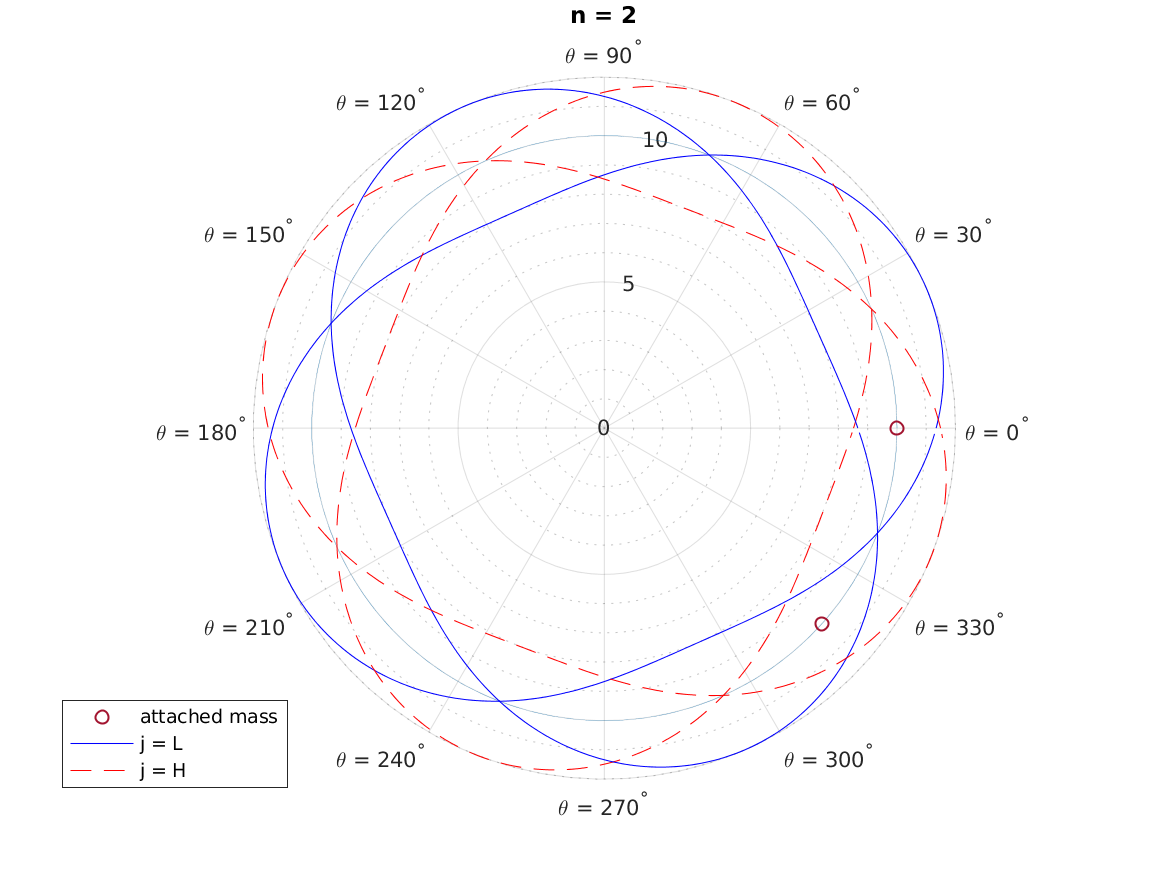 n = 2
θ = 90°
θ = 120°
θ = 60°
10
θ = 150°
θ = 30°
5
θ = 180°
0
θ = 0°
θ = 210°
θ = 330°
attached mass
j = L
j = H
θ = 240°
θ = 300°
θ = 270°